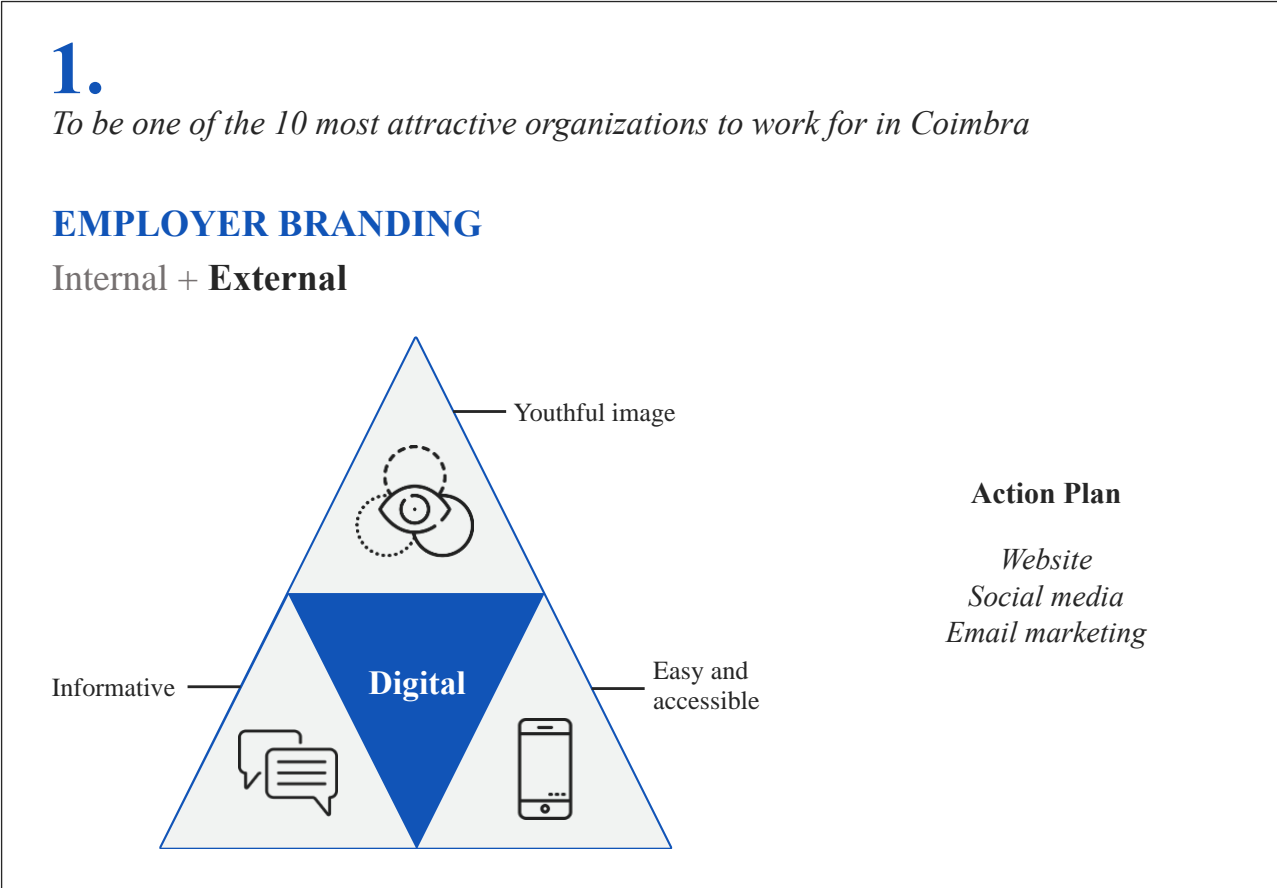 1.
To be one of the 10 most attractive organizations to work for in Coimbra
EMPLOYER BRANDING
Internal + External
Youthful image
Informative
Digital
Easy and
accessible
Action Plan
Website
Social media
Email marketing